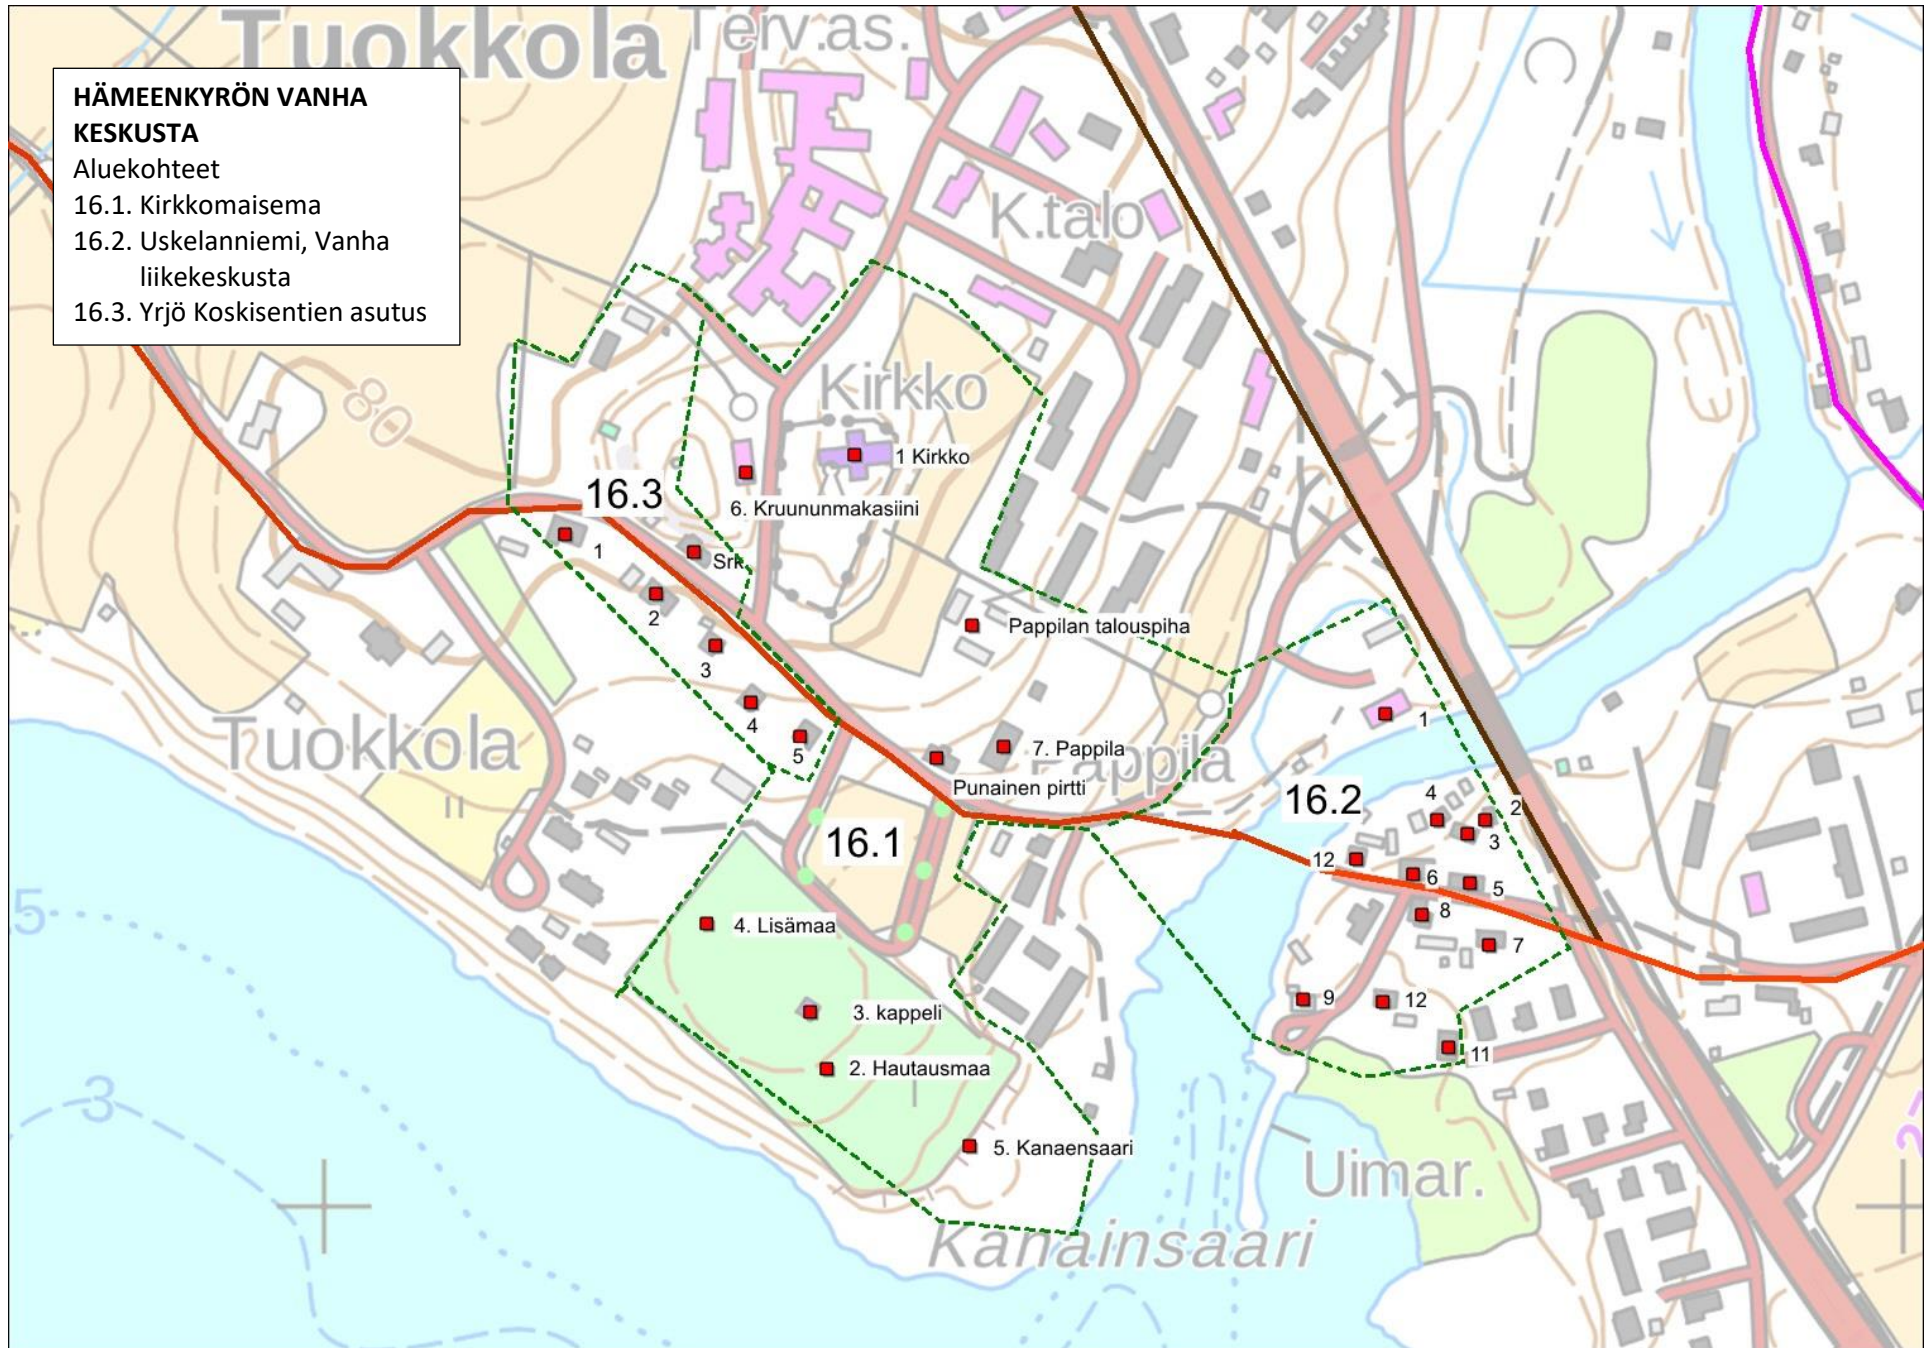 Tuokkola
Terv.as.
HÄMEENKYRÖN VANHA
KESKUSTA
Aluekohteet
16.1. Kirkkomaisema
16.2. Uskelanniemi, Vanha
liikekeskusta
16.3. Yrjö Koskisentien asutus
K.talo
80
Kirkko
1 Kirkko
16.3
6. Kruununmakasiini
1
Srk
2
Pappilan talouspiha
3
4
1
Tuokkola
5
7. Pappila
Pappila
Punainen pirtti
16.2
4
2
3
16.1
12
6
5
8
5
4. Lisämaa
7
9
12
3. kappeli
11
2. Hautausmaa
3
5. Kanaensaari
Uimar.
Kanainsaari